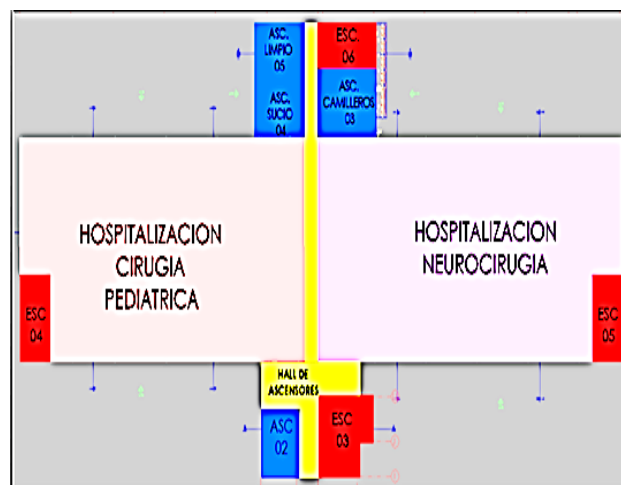 ASC.
LIMPIO
05
ESC.
06
ASC.
SUCIO
04
ASC.
CAMILLEROS
03
HOSPITALIZACION
CIRUGIA
PEDIATRICA
HOSPITALIZACION
NEUROCIRUGIA
ESC
04
ESC
05
HALL DE
ASCENSORES
ASC
02
ESC
03